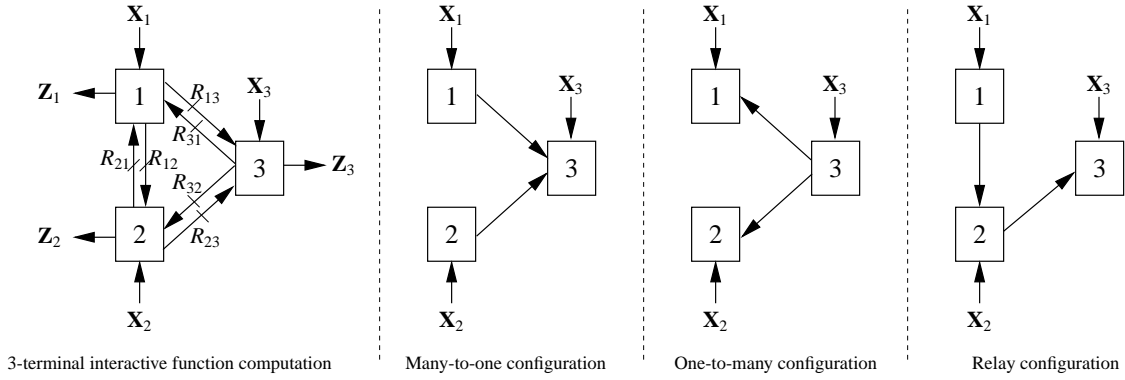 X1 X1 X1 X1
Z1 1 R13 X3 1 X3 1 X3 1 X3
R31
R21 R12 3 Z3 3 3 3
R32
Z2 2 R23 2 2 2
X2 X2 X2 X2
3-terminal interactive function computation Many-to-one configuration One-to-many configuration Relay configuration